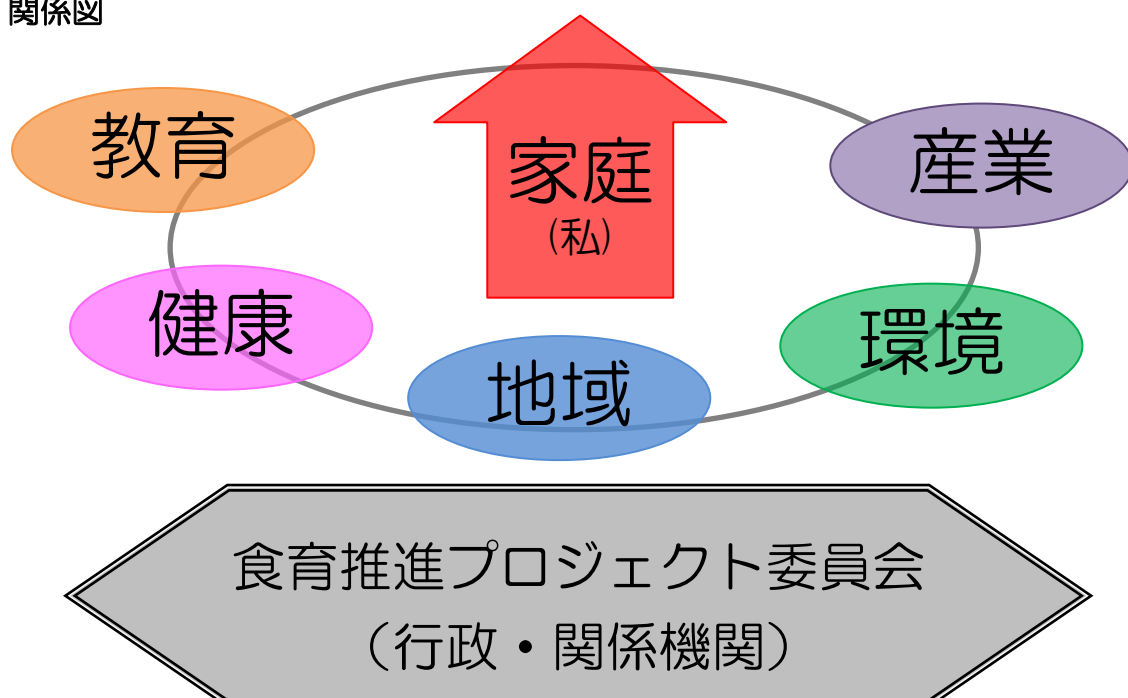 関係図
家庭
(私)
教育
産業
健康
環境
地域
食育推進プロジェクト委員会
（行政・関係機関）